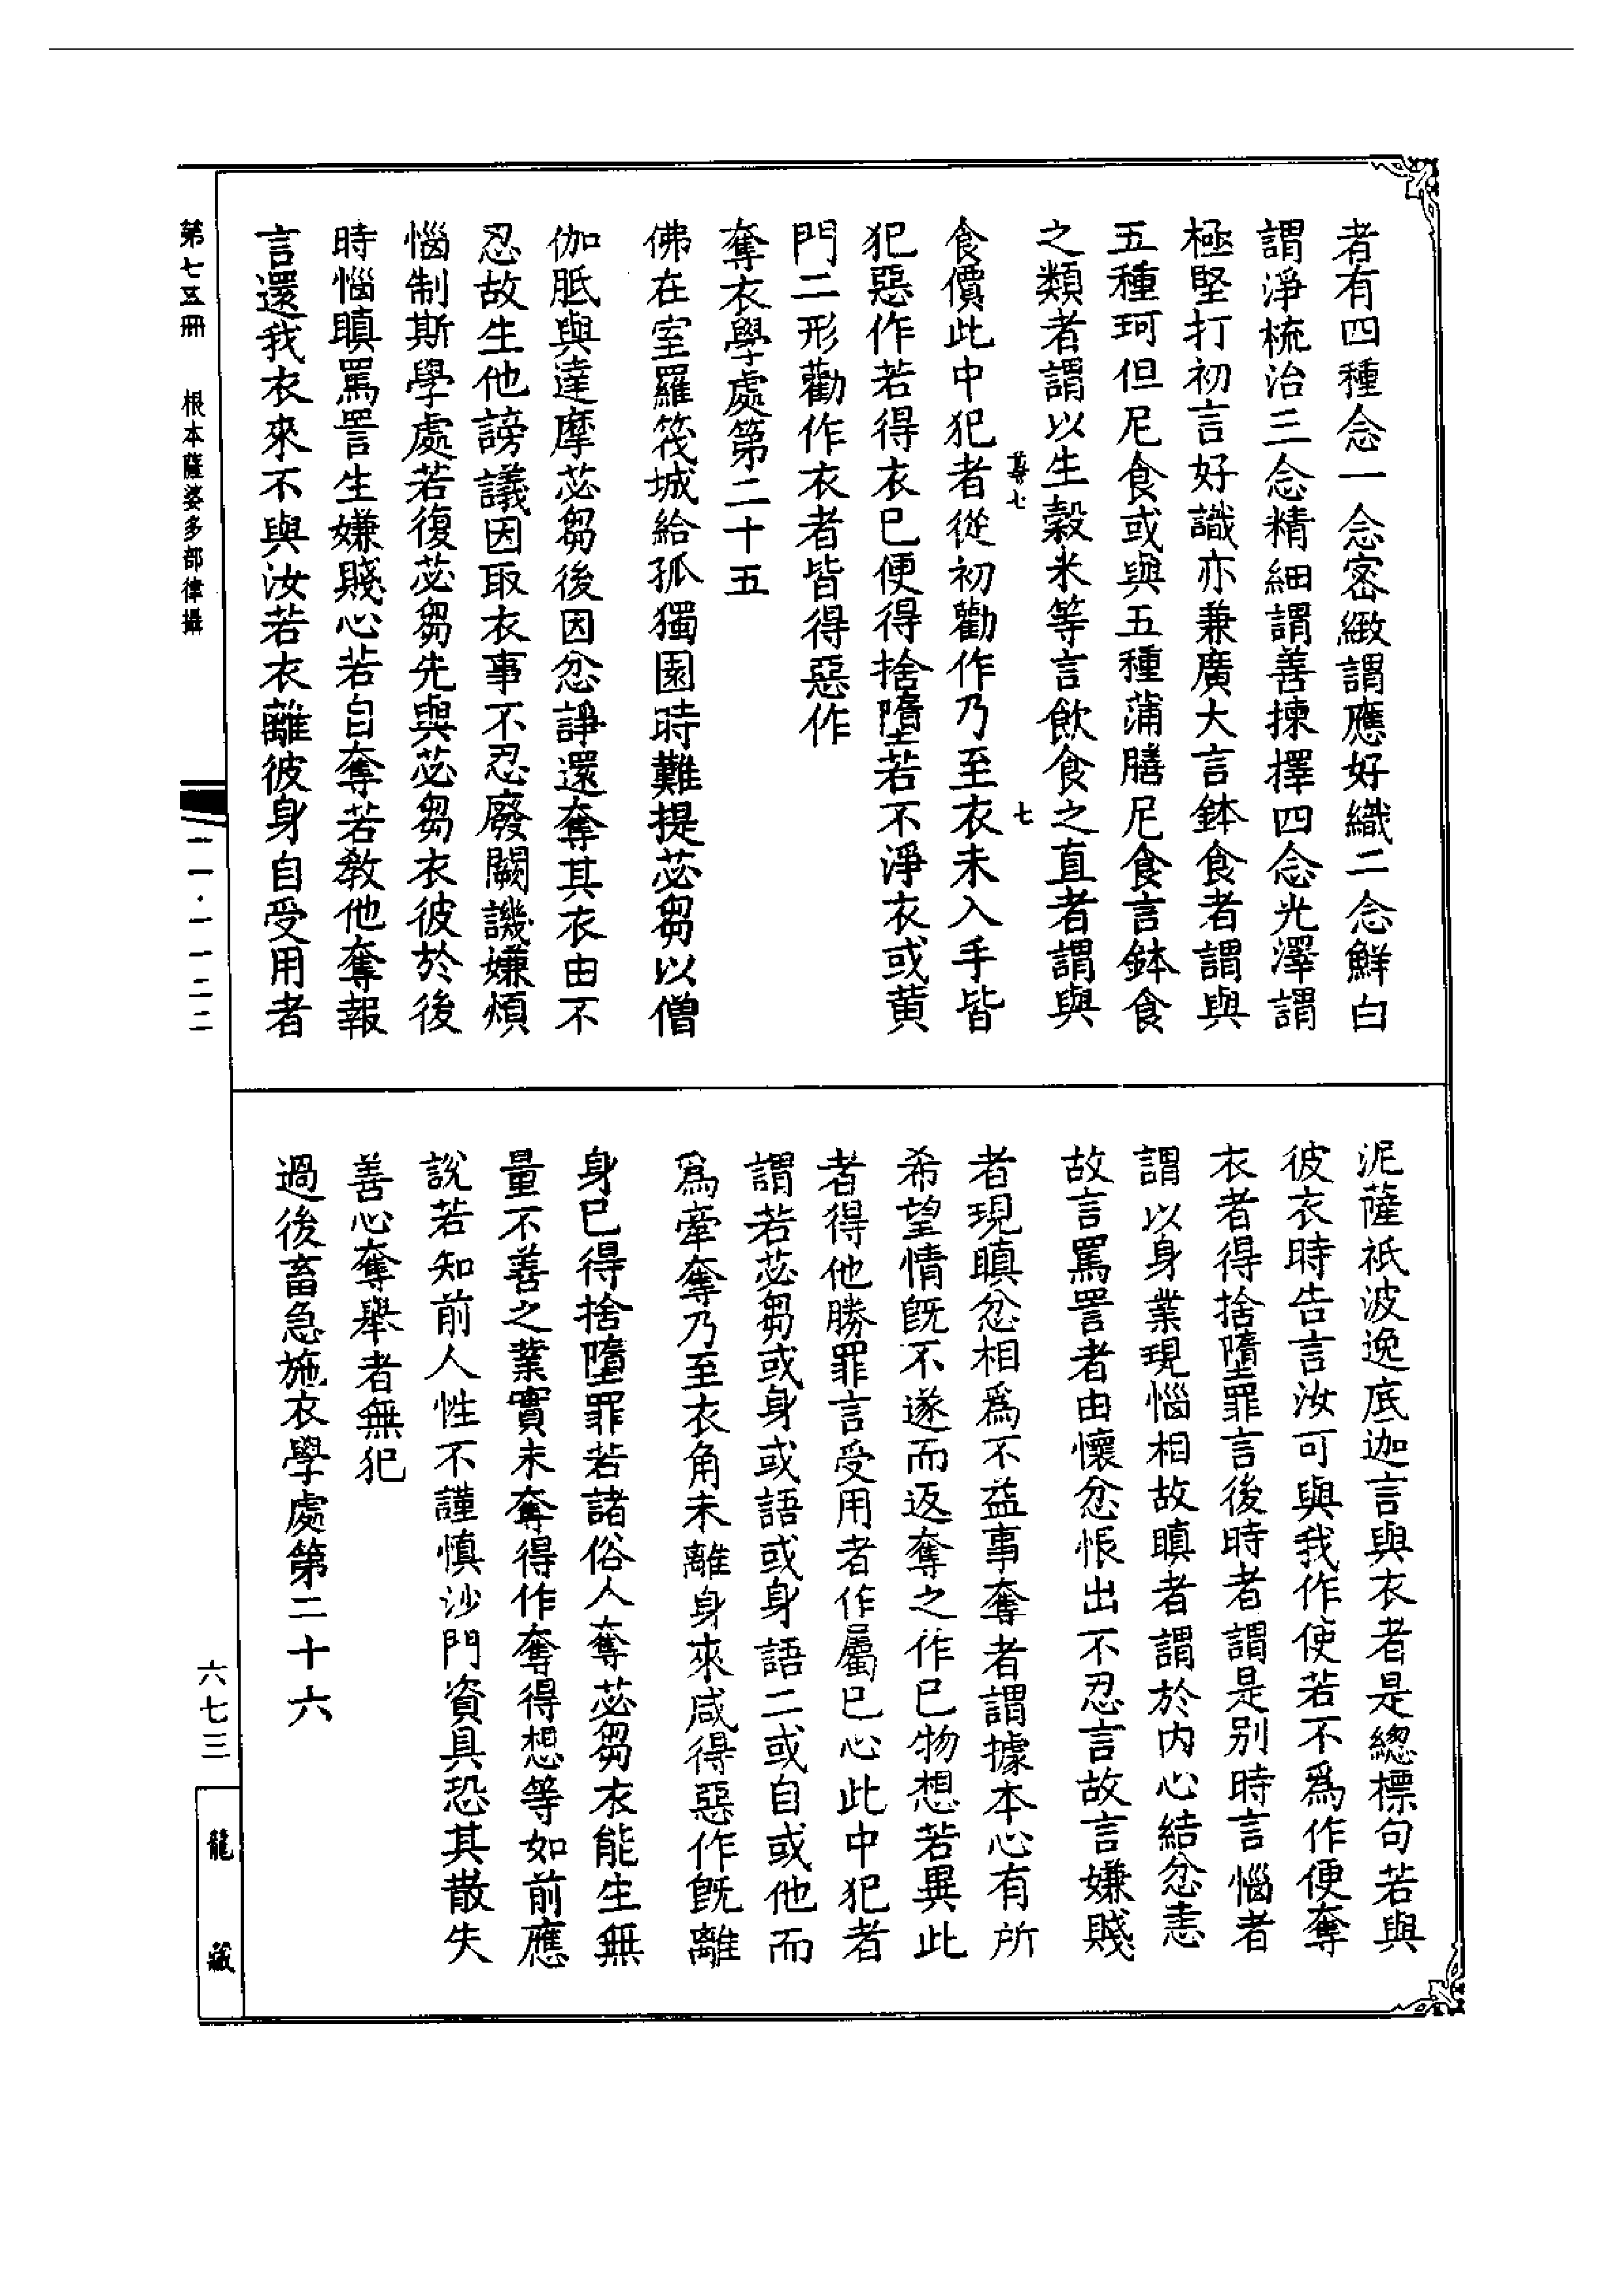 者有四種念一念密緻謂應好織二念鮮白
謂淨梳治三念精細謂善揀擇四念光澤謂
極堅打初言好識亦兼廣大言鉢食者謂與
五種珂但尼食或與五種蒲膳尼食言鉢食
之類者謂以生穀米等言飲食之直者謂與
七
食價此中犯者從初勸作乃至衣未入手皆
犯惡作若得衣已便得捨墮若不淨衣或黃
門二形勸作衣者皆得惡作
奪衣學處第二十五
佛在室羅筏城給孤獨園時難提苾芻以僧
伽胝與達摩苾芻後因忿諍還奪其衣由不
忍故生他謗議因取衣事不忍廢闕譏嫌煩
惱制斯學處若復苾芻先與苾芻衣彼於後
時惱瞋罵詈生嫌賤心若自奪若教他奪報
言還我衣來不與汝若衣離彼身自受用者
泥薩祇波逸底迦言與衣者是總標句若與
彼衣時告言汝可與我作使若不為作便奪
衣者得捨墮罪言後時者謂是別時言惱者
謂以身業現惱相故瞋者謂於內心結忿恚
故言罵詈者由懷忿恨出不忍言故言嫌賤
者現瞋忿相為不益事奪者謂據本心有所
希望情旣不遂而返奪之作已物想若異此
者得他勝罪言受用者作屬已心此中犯者
謂若苾芻或身或語或身語二或自或他而
為牽奪乃至衣角未離身來咸得惡作旣離
身已得捨墮罪若諸俗人奪苾芻衣能生無
量不善之業實未奪得作奪得想等如前應
說若知前人性不謹慎沙門資具恐其散失
善心奪舉者無犯
過後畜急施衣學處第二十六
第七五冊 根本薩婆多部律攝
一一·一一二二
六七三
龍藏